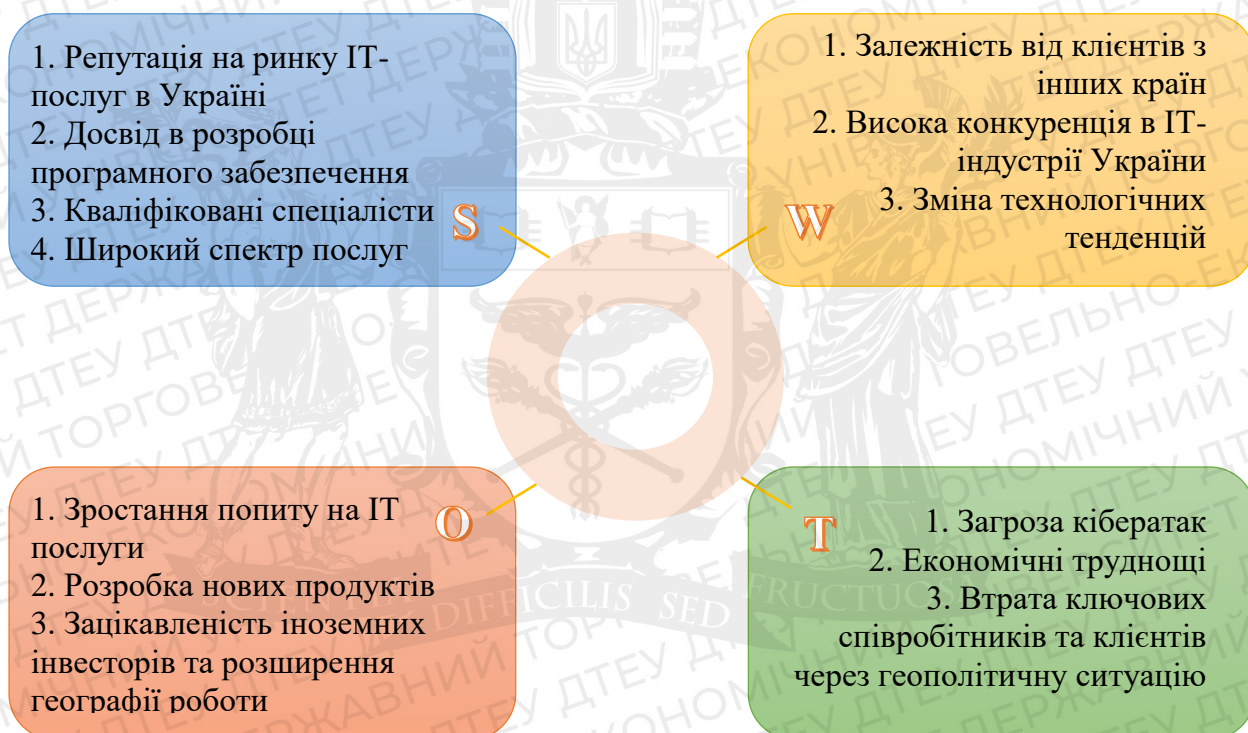 1. Репутація на ринку ІТ-
послуг в Україні
2. Досвід в розробці
програмного забезпечення
3. Кваліфіковані спеціалісти
4. Широкий спектр послуг
S
1. Залежність від клієнтів з
інших країн
2. Висока конкуренція в ІТ-
індустрії України
3. Зміна технологічних
тенденцій
W
1. Зростання попиту на ІТ
послуги
2. Розробка нових продуктів
3. Зацікавленість іноземних
інвесторів та розширення
географії роботи
O
1. Загроза кібератак
2. Економічні труднощі
3. Втрата ключових
співробітників та клієнтів
через геополітичну ситуацію
T
DIFFICILIS SED FRUCTUO